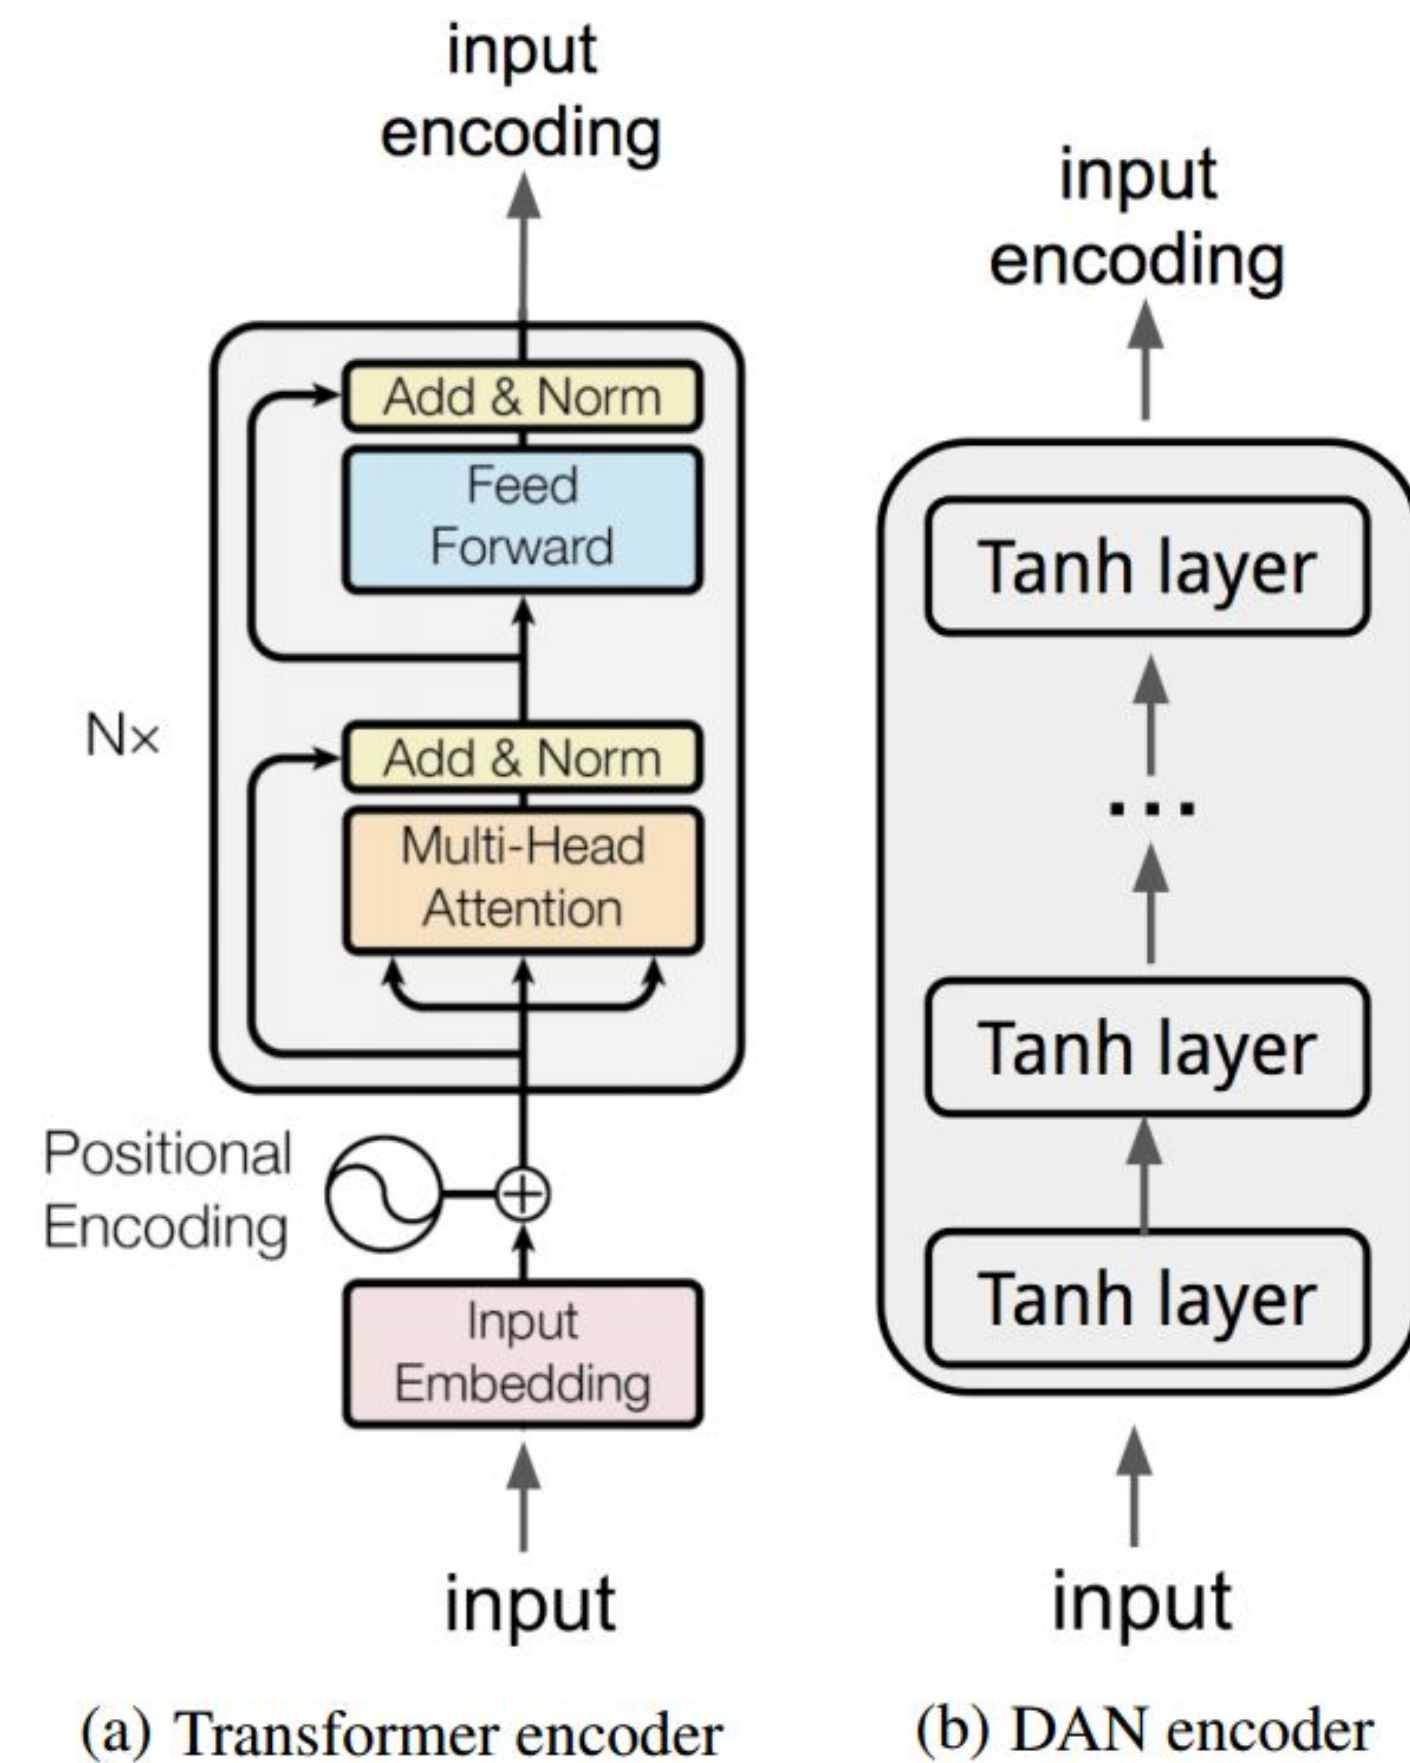 input
encoding
Add & Norm
Feed
Forward
N×
Add & Norm
Multi-Head
Attention
Positional
Encoding
Input
Embedding
input
(a) Transformer encoder
input
encoding
Tanh layer
...
Tanh layer
Tanh layer
input
(b) DAN encoder